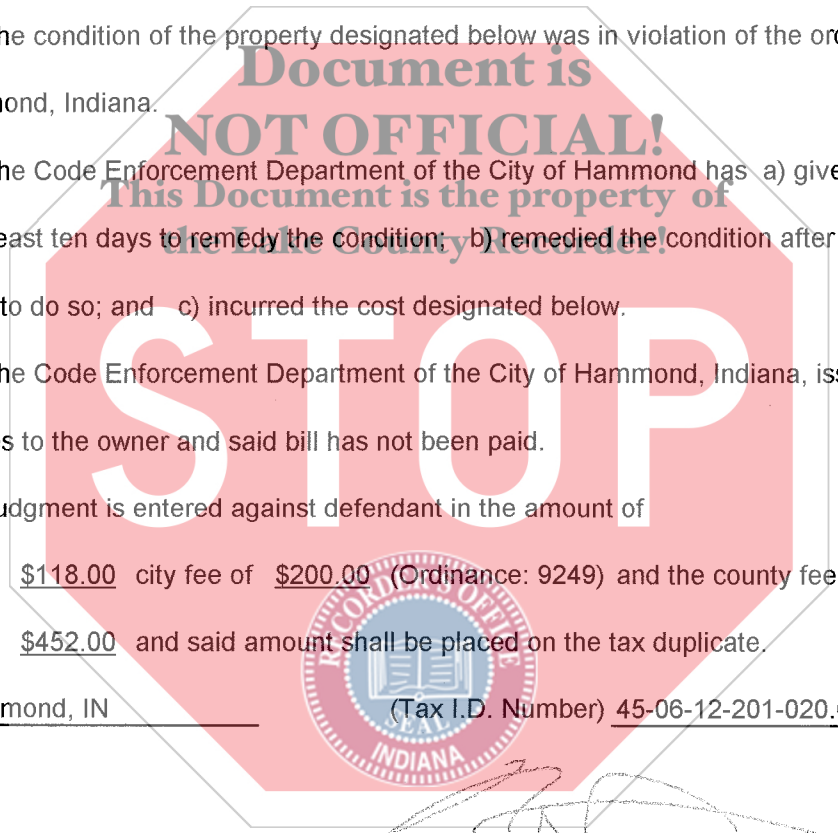 he condition of the property designated below was in violation of the or
Document is
ond, Indiana.
NOT OFFICIAL!
he Code Enforcement Department of the City of Hammond has a) give
This Document is the property of
east ten days to remedy the condition; b) remedied the condition after
the Lake County Recorder!
to do so; and c) incurred the cost designated below.
he Code Enforcement Department of the City of Hammond, Indiana, is
STOP
s to the owner and said bill has not been paid.
udgment is entered against defendant in the amount of
$118.00 city fee of $200.00 (Ordinance: 9249) and the county fee
$452.00 and said amount shall be placed on the tax duplicate.
mond, IN (Tax I.D. Number) 45-06-12-201-020.
RECORDER'S OFFICE
SEAL
INDIANA